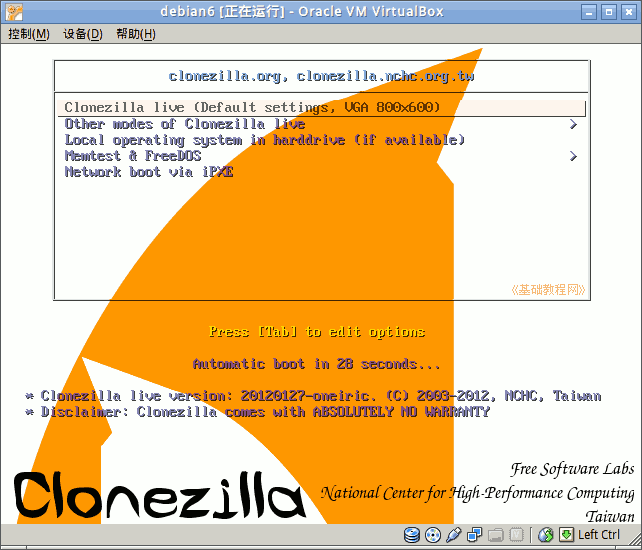 debian6 [正在运行] - Oracle VM VirtualBox
控制(M) 设备(D) 帮助(H)
clonezilla.org, clonezilla.nchc.org.tw
Clonezilla live (Default settings, VGA 800x600)
Other modes of Clonezilla live >
Local operating system in harddrive (if available)
Memtest & FreeDOS >
Network boot via iPXE
《基础教程网》
Press [Tab] to edit options
Automatic boot in 28 seconds...
* Clonezilla live version: 20120127-oneiric. (C) 2003-2012, NCHC, Taiwan
* Disclaimer: Clonezilla comes with ABSOLUTELY NO WARRANTY
Clonezilla
Free Software Labs
National Center for High-Performance Computing
Taiwan
Left Ctrl